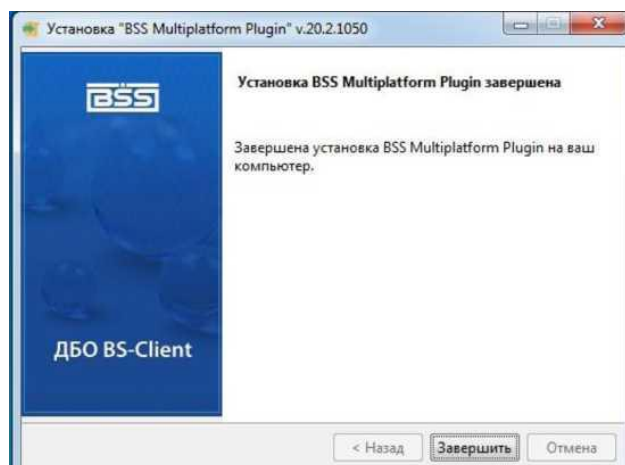 Установка "BSS Multiplatform Plugin" v.20.2.1050
BSS
Установка BSS Multiplatform Plugin завершена
Завершена установка BSS Multiplatform Plugin на ваш
компьютер.
ДБО BS-Client
< Назад Завершить Отмена